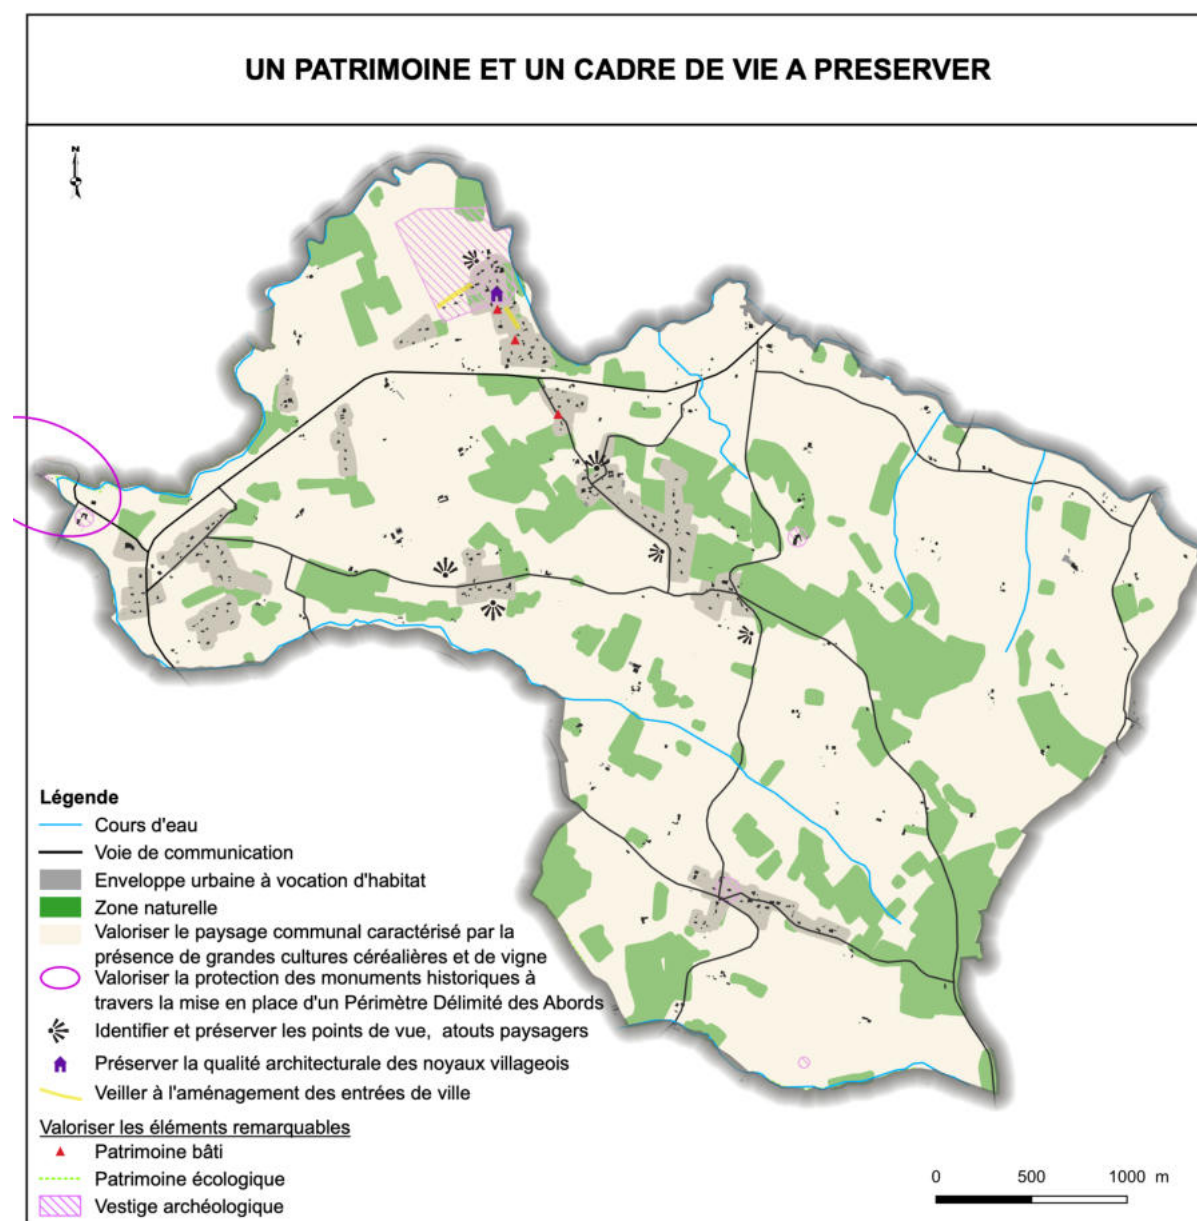 UN PATRIMOINE ET UN CADRE DE VIE A PRESERVER
N
Légende
Cours d'eau
Voie de communication
Enveloppe urbaine à vocation d'habitat
Zone naturelle
Valoriser le paysage communal caractérisé par la
présence de grandes cultures céréalières et de vigne
Valoriser la protection des monuments historiques à
travers la mise en place d'un Périmètre Délimité des Abords
Identifier et préserver les points de vue, atouts paysagers
Préserver la qualité architecturale des noyaux villageois
Veiller à l'aménagement des entrées de ville
Valoriser les éléments remarquables
Patrimoine bâti
Patrimoine écologique
Vestige archéologique
0 500 1000 m